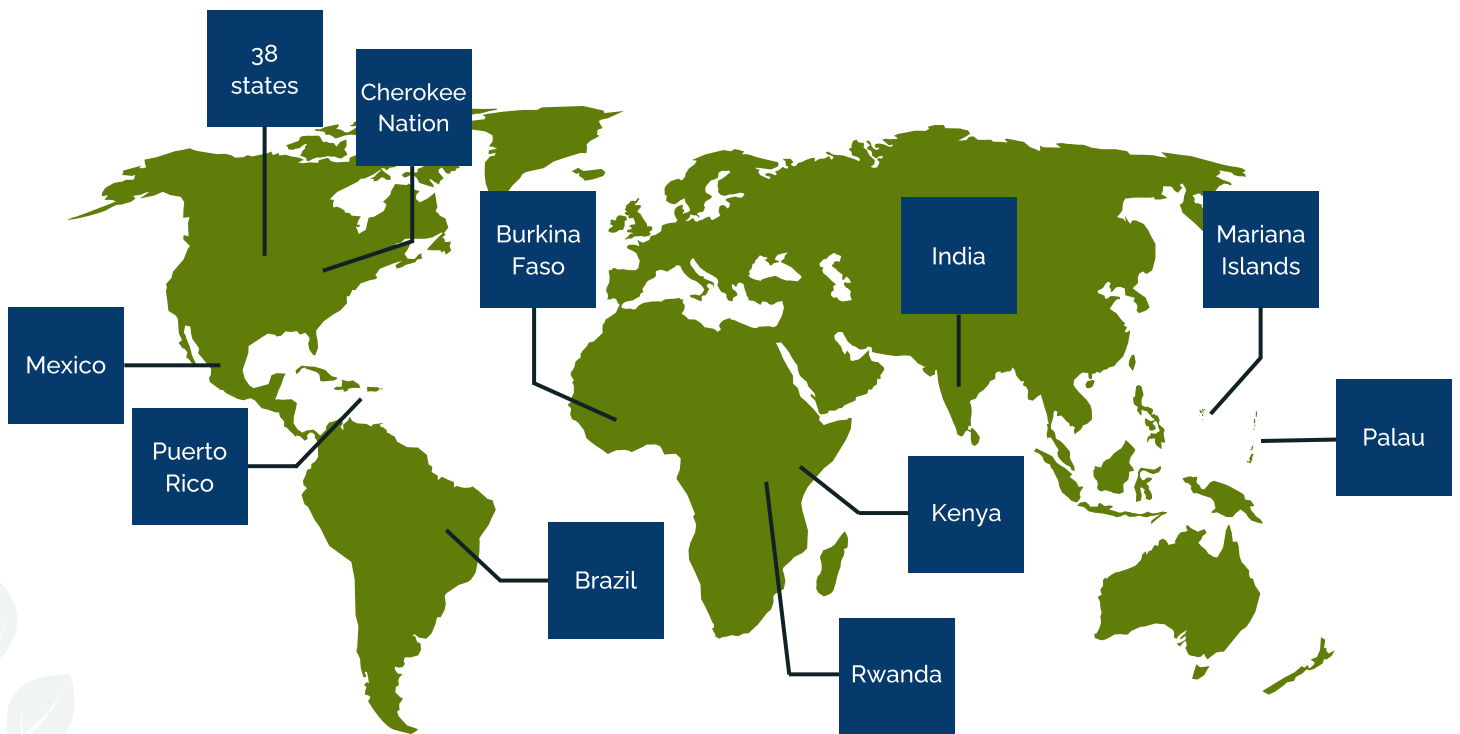 38
states
Cherokee
Nation
Burkina
Faso
India
Mariana
Islands
Mexico
Palau
Puerto
Rico
Kenya
Brazil
Rwanda